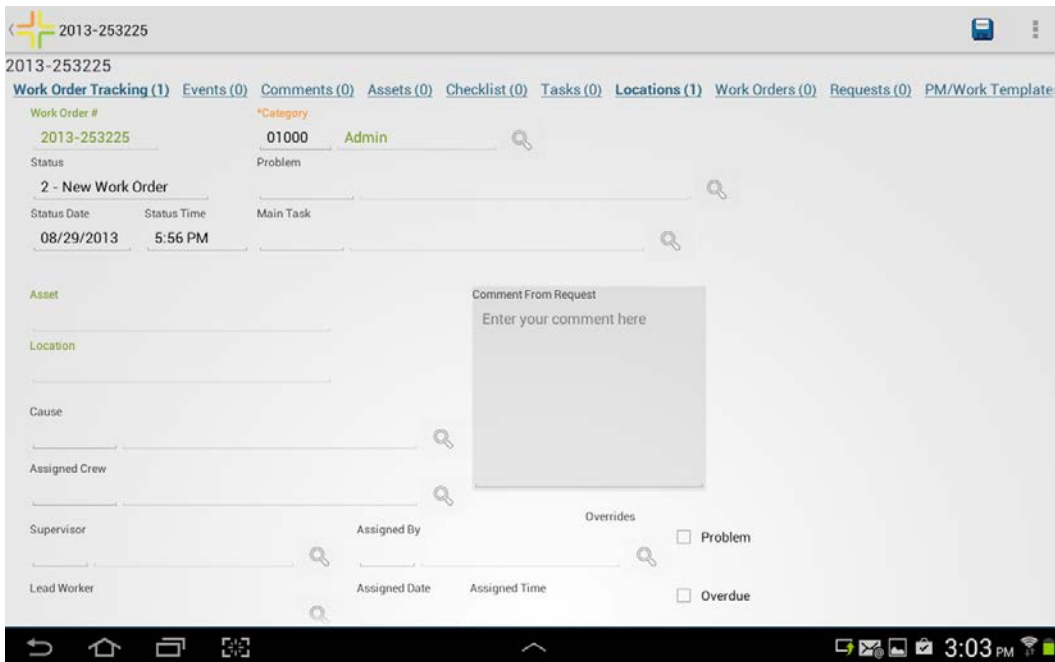 2013-253225
2013-253225
Work Order Tracking (1) Events (0) Comments (0) Assets (0) Checklist (0) Tasks (0) Locations (1) Work Orders (0) Requests (0) PM/Work Template
Work Order # *Category
2013-253225 01000 Admin
Status Problem
2 - New Work Order
Status Date Status Time Main Task
08/29/2013 5:56 PM
Asset Comment From Request
Enter your comment here
Location
Cause
Assigned Crew
Overrides
Supervisor Assigned By Problem
Lead Worker Assigned Date Assigned Time Overdue
3:03 PM